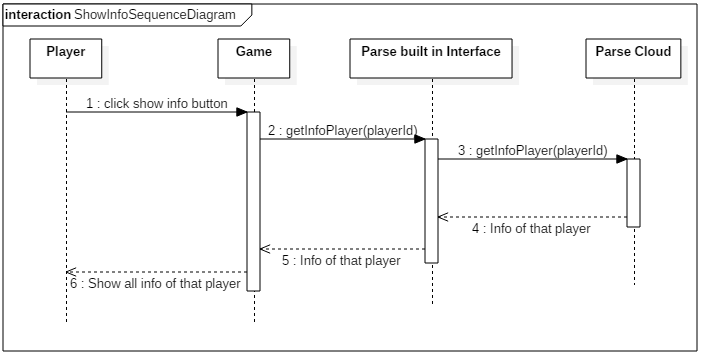 interaction ShowInfoSequenceDiagram
Player
Game
Parse built in Interface
Parse Cloud
1 : click show info button
2 : getInfoPlayer(playerId)
3 : getInfoPlayer(playerId)
4 : Info of that player
5 : Info of that player
6 : Show all info of that player